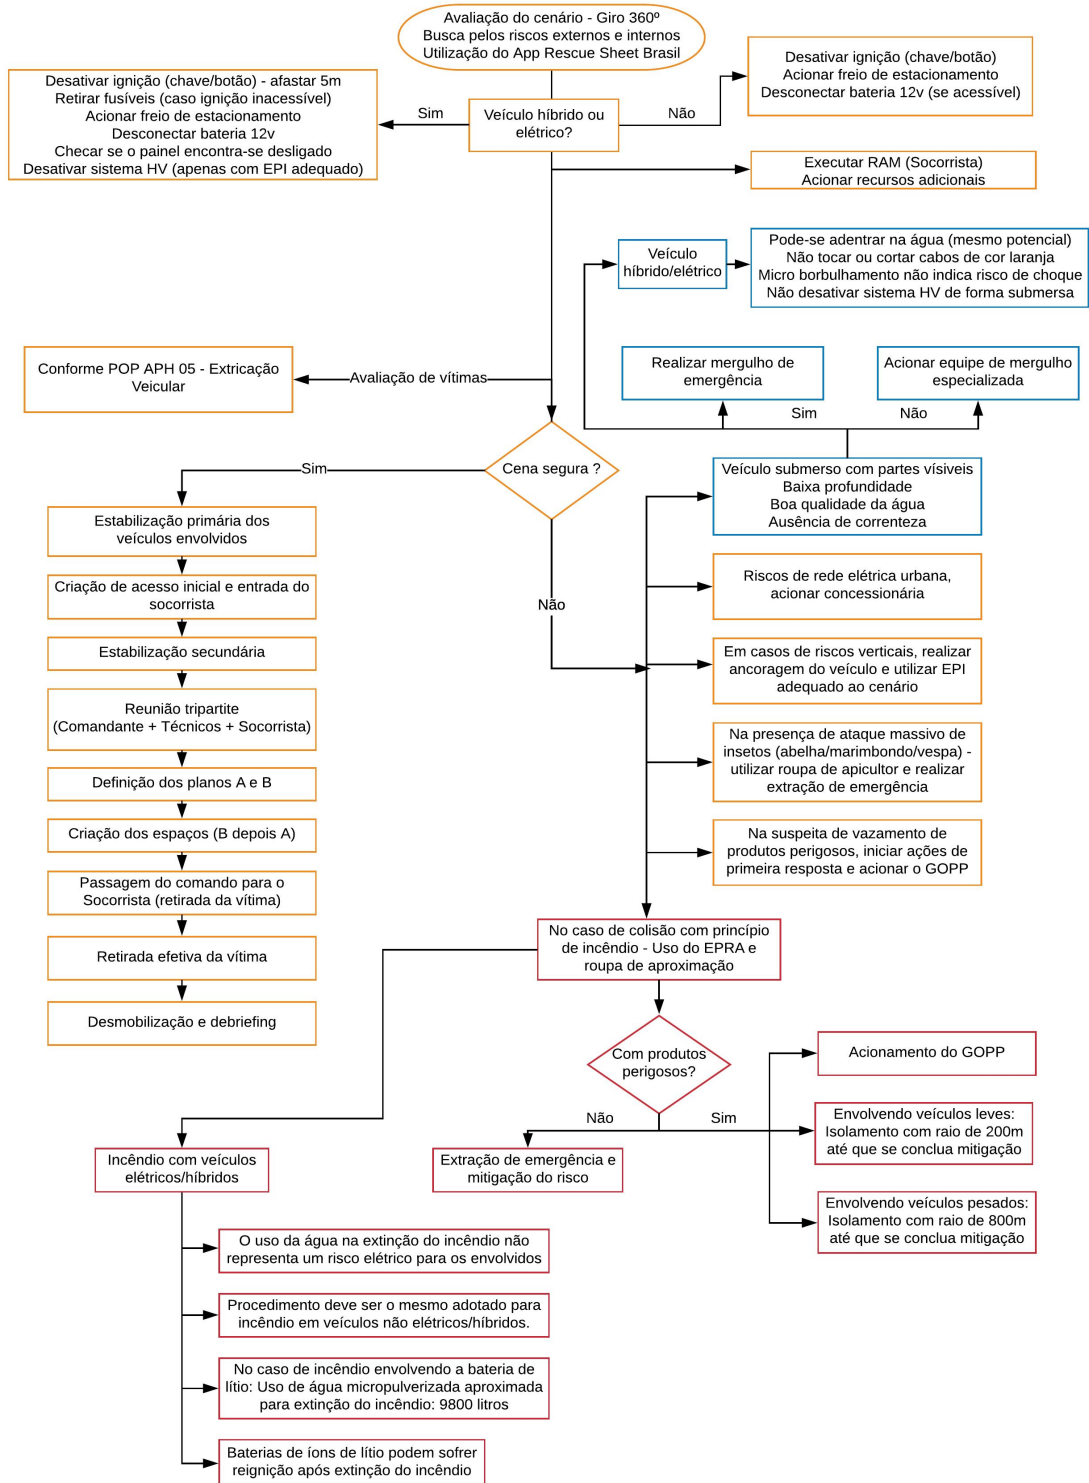 Avaliação do cenário - Giro 360º
Busca pelos riscos externos e internos
Utilização do App Rescue Sheet Brasil
Desativar ignição (chave/botão) - afastar 5m
Retirar fusíveis (caso ignição inacessível)
Acionar freio de estacionamento
Desconectar bateria 12v
Checar se o painel encontra-se desligado
Desativar sistema HV (apenas com EPI adequado)
Sim
Veículo híbrido ou
elétrico?
Não
Desativar ignição (chave/botão)
Acionar freio de estacionamento
Desconectar bateria 12v (se acessível)
Executar RAM (Socorrista)
Acionar recursos adicionais
Veículo
híbrido/elétrico
Pode-se adentrar na água (mesmo potencial)
Não tocar ou cortar cabos de cor laranja
Micro borbulhamento não indica risco de choque
Não desativar sistema HV de forma submersa
Conforme POP APH 05 - Extricação
Veicular
Avaliação de vítimas
Realizar mergulho de
emergência
Acionar equipe de mergulho
especializada
Sim
Não
Cena segura ?
Sim
Não
Veículo submerso com partes vísiveis
Baixa profundidade
Boa qualidade da água
Ausência de correnteza
Riscos de rede elétrica urbana,
acionar concessionária
Em casos de riscos verticais, realizar
ancoragem do veículo e utilizar EPI
adequado ao cenário
Na presença de ataque massivo de
insetos (abelha/marimbondo/vespa) -
utilizar roupa de apicultor e realizar
extração de emergência
Na suspeita de vazamento de
produtos perigosos, iniciar ações de
primeira resposta e acionar o GOPP
Estabilização primária dos
veículos envolvidos
Criação de acesso inicial e entrada do
socorrista
Estabilização secundária
Reunião tripartite
(Comandante + Técnicos + Socorrista)
Definição dos planos A e B
Criação dos espaços (B depois A)
Passagem do comando para o
Socorrista (retirada da vítima)
Retirada efetiva da vítima
Desmobilização e debriefing
No caso de colisão com princípio
de incêndio - Uso do EPRA e
roupa de aproximação
Com produtos
perigosos?
Não
Sim
Acionamento do GOPP
Envolvendo veículos leves:
Isolamento com raio de 200m
até que se conclua mitigação
Envolvendo veículos pesados:
Isolamento com raio de 800m
até que se conclua mitigação
Extração de emergência e
mitigação do risco
Incêndio com veículos
elétricos/híbridos
O uso da água na extinção do incêndio não
representa um risco elétrico para os envolvidos
Procedimento deve ser o mesmo adotado para
incêndio em veículos não elétricos/híbridos.
No caso de incêndio envolvendo a bateria de
lítio: Uso de água micropulverizada aproximada
para extinção do incêndio: 9800 litros
Baterias de íons de lítio podem sofrer
reignição após extinção do incêndio